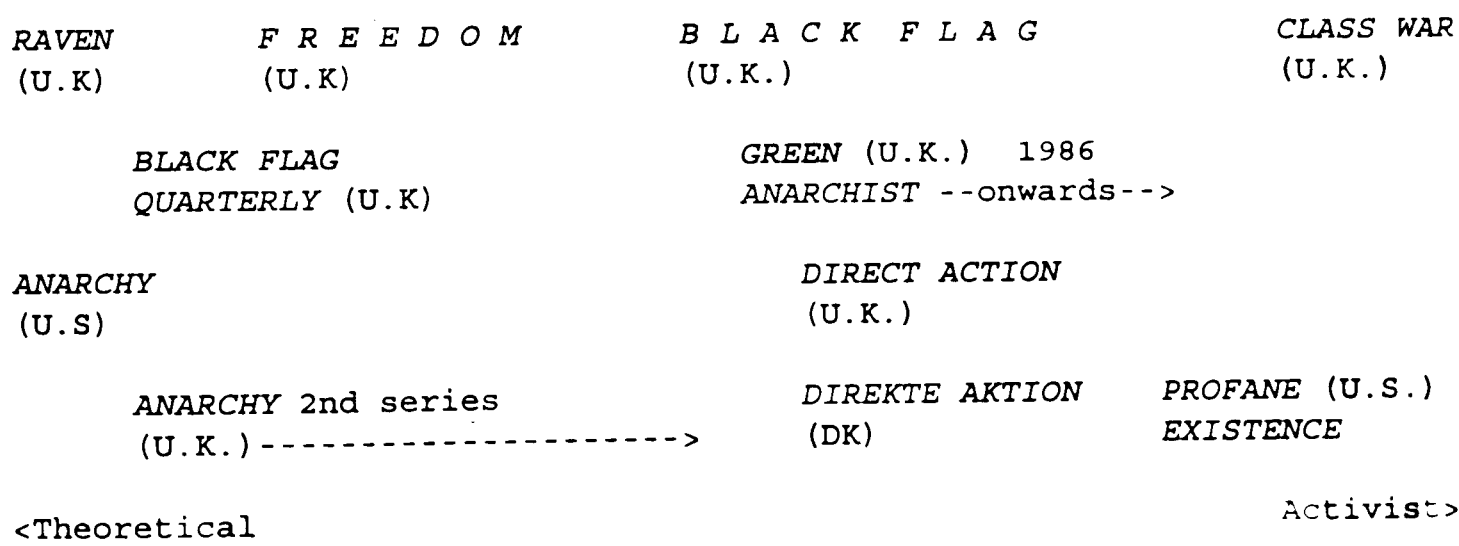 RAVEN F R E E D O M B L A C K F L A G CLASS WAR
(U.K) (U.K) (U.K.) (U.K.)
BLACK FLAG GREEN (U.K.) 1986
QUARTERLY (U.K) ANARCHIST --onwards-->
ANARCHY DIRECT ACTION
(U.S) (U.K.)
ANARCHY 2nd series DIREKTE AKTION PROFANE (U.S.)
(U.K.)---------------------> (DK) EXISTENCE
<Theoretical Activist>